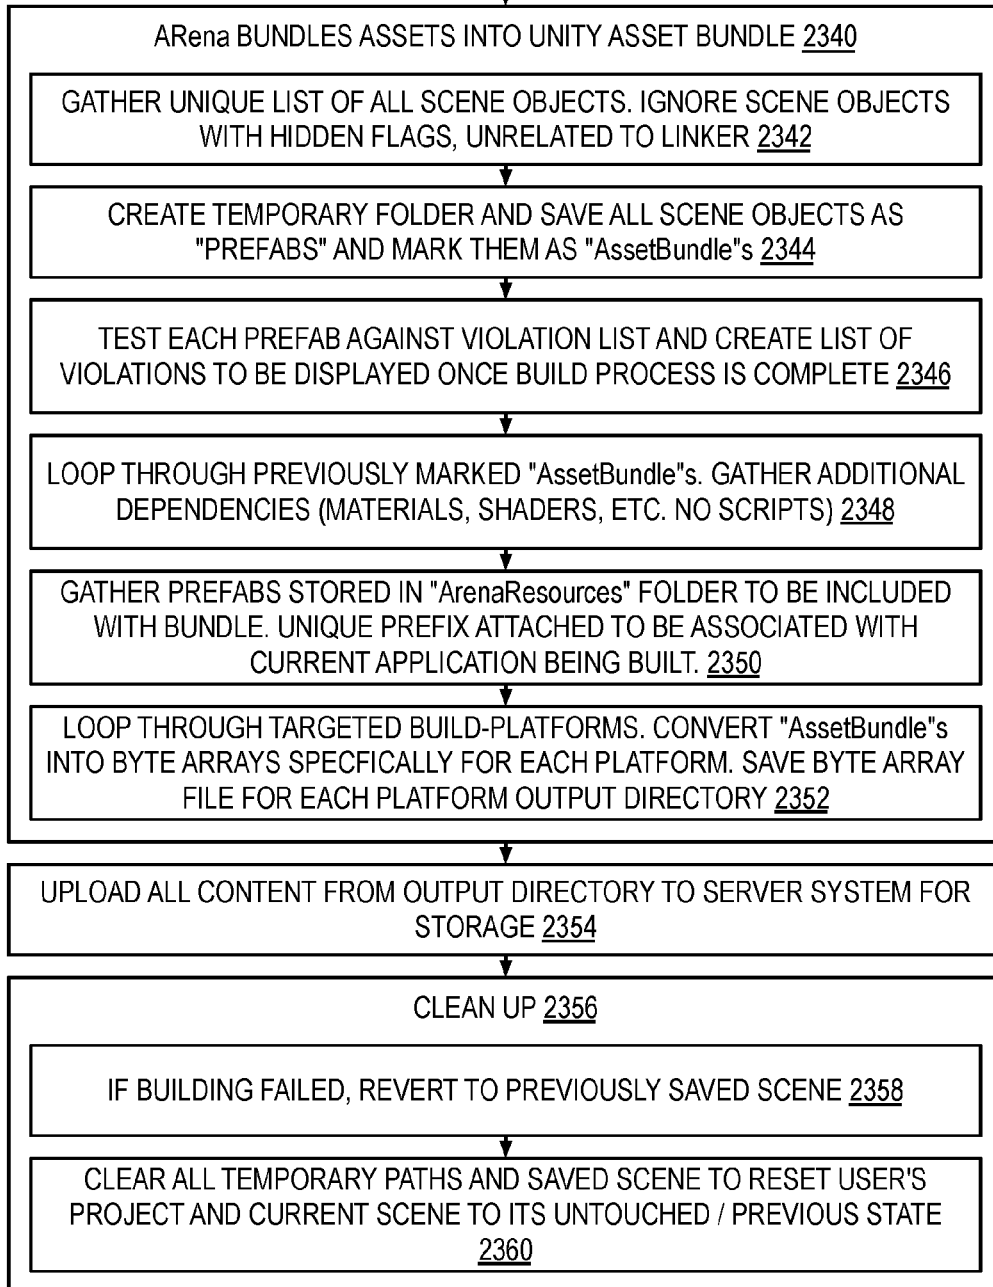 ARena BUNDLES ASSETS INTO UNITY ASSET BUNDLE 2340
GATHER UNIQUE LIST OF ALL SCENE OBJECTS. IGNORE SCENE OBJECTS
WITH HIDDEN FLAGS, UNRELATED TO LINKER 2342
CREATE TEMPORARY FOLDER AND SAVE ALL SCENE OBJECTS AS
"PREFABS" AND MARK THEM AS "AssetBundle"s 2344
TEST EACH PREFAB AGAINST VIOLATION LIST AND CREATE LIST OF
VIOLATIONS TO BE DISPLAYED ONCE BUILD PROCESS IS COMPLETE 2346
LOOP THROUGH PREVIOUSLY MARKED "AssetBundle"s. GATHER ADDITIONAL
DEPENDENCIES (MATERIALS, SHADERS, ETC. NO SCRIPTS) 2348
GATHER PREFABS STORED IN "ArenaResources" FOLDER TO BE INCLUDED
WITH BUNDLE. UNIQUE PREFIX ATTACHED TO BE ASSOCIATED WITH
CURRENT APPLICATION BEING BUILT. 2350
LOOP THROUGH TARGETED BUILD-PLATFORMS. CONVERT "AssetBundle"s
INTO BYTE ARRAYS SPECFICALLY FOR EACH PLATFORM. SAVE BYTE ARRAY
FILE FOR EACH PLATFORM OUTPUT DIRECTORY 2352
UPLOAD ALL CONTENT FROM OUTPUT DIRECTORY TO SERVER SYSTEM FOR
STORAGE 2354
CLEAN UP 2356
IF BUILDING FAILED, REVERT TO PREVIOUSLY SAVED SCENE 2358
CLEAR ALL TEMPORARY PATHS AND SAVED SCENE TO RESET USER'S
PROJECT AND CURRENT SCENE TO ITS UNTOUCHED / PREVIOUS STATE
2360